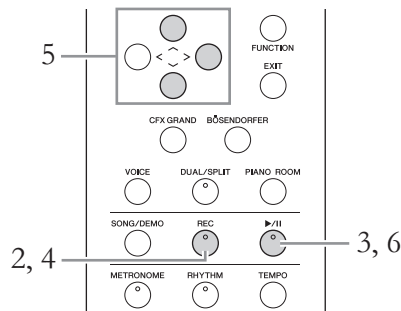 5
FUNCTION
EXIT
CFX GRAND BÖSENDORFER
VOICE DUAL/SPLIT PIANO ROOM
SONG/DEMO REC ▶/II
2, 4
3, 6
METRONOME RHYTHM TEMPO